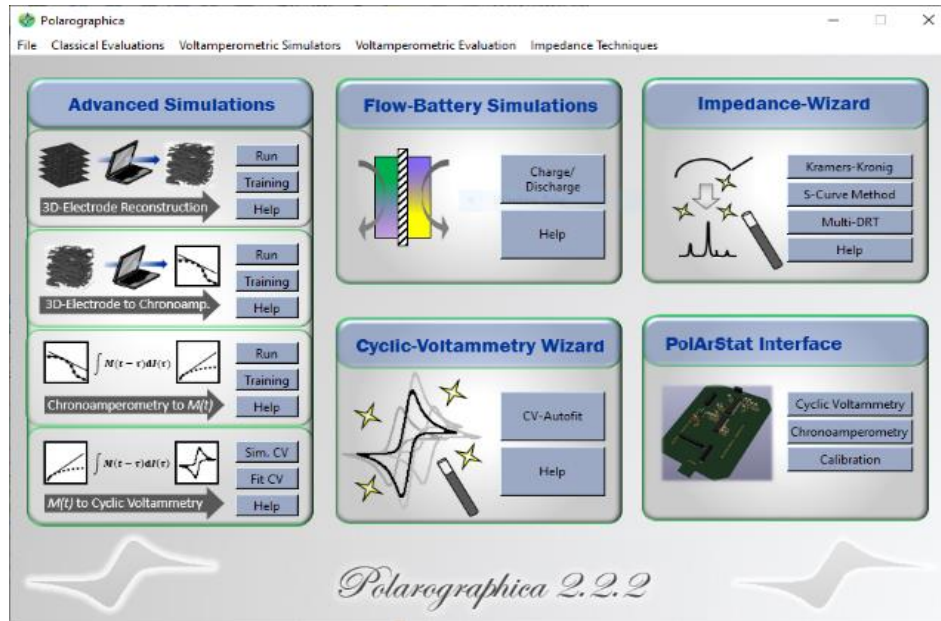 Polarographica
File Classical Evaluations Voltamperometric Simulators Voltamperometric Evaluation Impedance Techniques
Advanced Simulations
Run
Training
3D-Electrode Reconstruction
Help
Run
Training
3D-Electrode to Chronoamp.
Help
∫ M(t − τ)dI(τ)
Run
Training
Chronoamperometry to M(t)
Help
∫ M(t − τ)dI(τ)
Sim. CV
Fit CV
M(t) to Cyclic Voltammetry
Help
Flow-Battery Simulations
Charge/
Discharge
Help
Impedance-Wizard
Kramers-Kronig
S-Curve Method
Multi-DRT
Help
Cyclic-Voltammetry Wizard
CV-Autofit
Help
PolArStat Interface
Cyclic Voltammetry
Chronoamperometry
Calibration
Polarographica 2.2.2